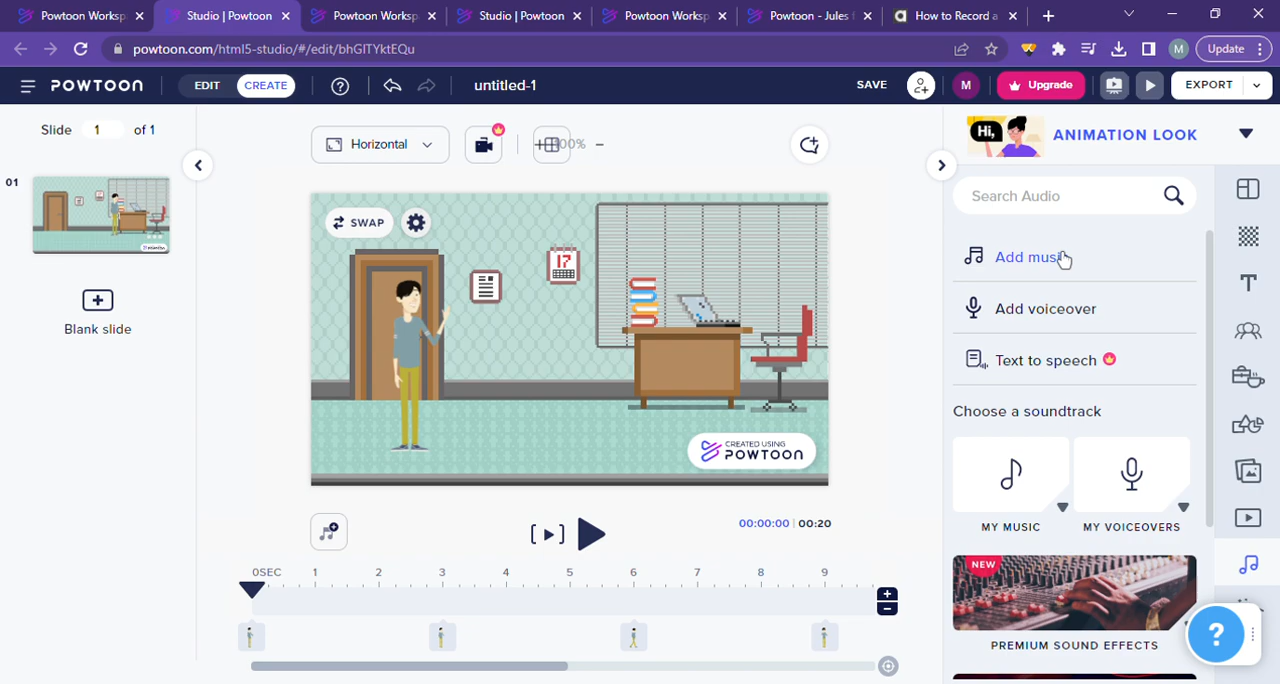 Powtoon Worksp
Studio | Powtoon
Powtoon Worksp
Studio | Powtoon
Powtoon Worksp
Powtoon - Jules
How to Record a
powtoon.com/html5-studio/#/edit/bhGITYktEQu
M
Update
POWTOON
EDIT
CREATE
?
untitled-1
SAVE
M
Upgrade
EXPORT
Slide
1
of 1
Horizontal
00%
Hi,
ANIMATION LOOK
01
SWAP
17
CREATED USING
POWTOON
Search Audio
Add music
Add voiceover
Text to speech
Blank slide
Choose a soundtrack
MY MUSIC
MY VOICEOVERS
00:00:00 | 00:20
NEW
0SEC 1 2 3 4 5 6 7 8 9
PREMIUM SOUND EFFECTS
?